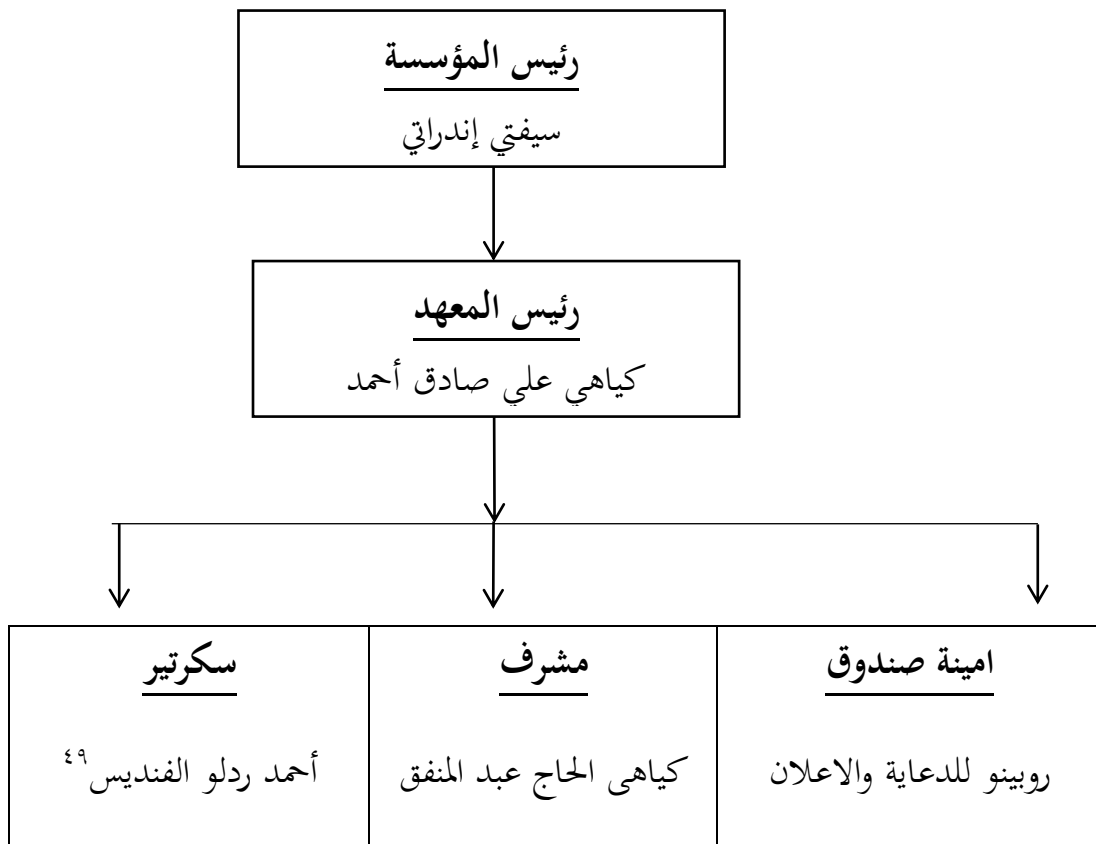 رئيس المؤسسة
سيفتي إندراتي
رئيس المعهد
كياهي علي صادق أحمد
امينة صندوق
روبينو للدعاية والاعلان
مشرف
كياهى الحاج عبد المنفق
سكرتير
أحمد ردلو الفنديس٤٩